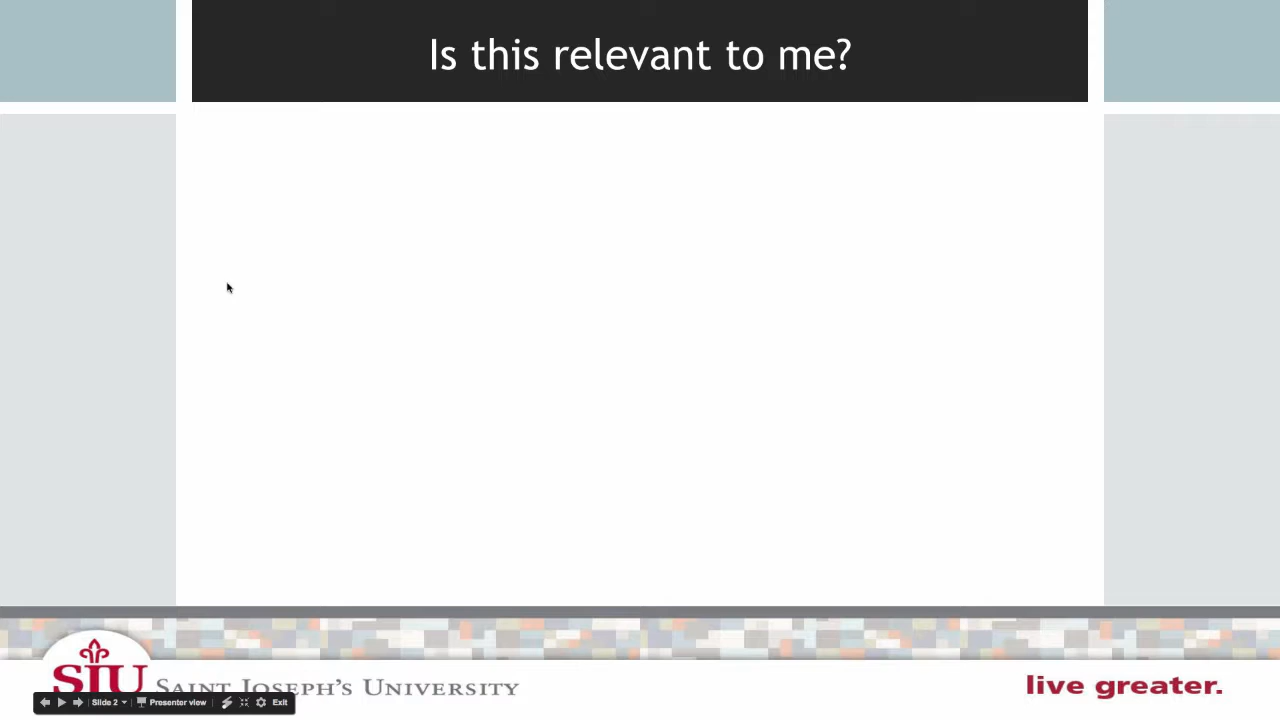 Is this relevant to me?
SJU SAINT JOSEPH'S UNIVERSITY
live greater.
Slide 2 Presenter view Exit